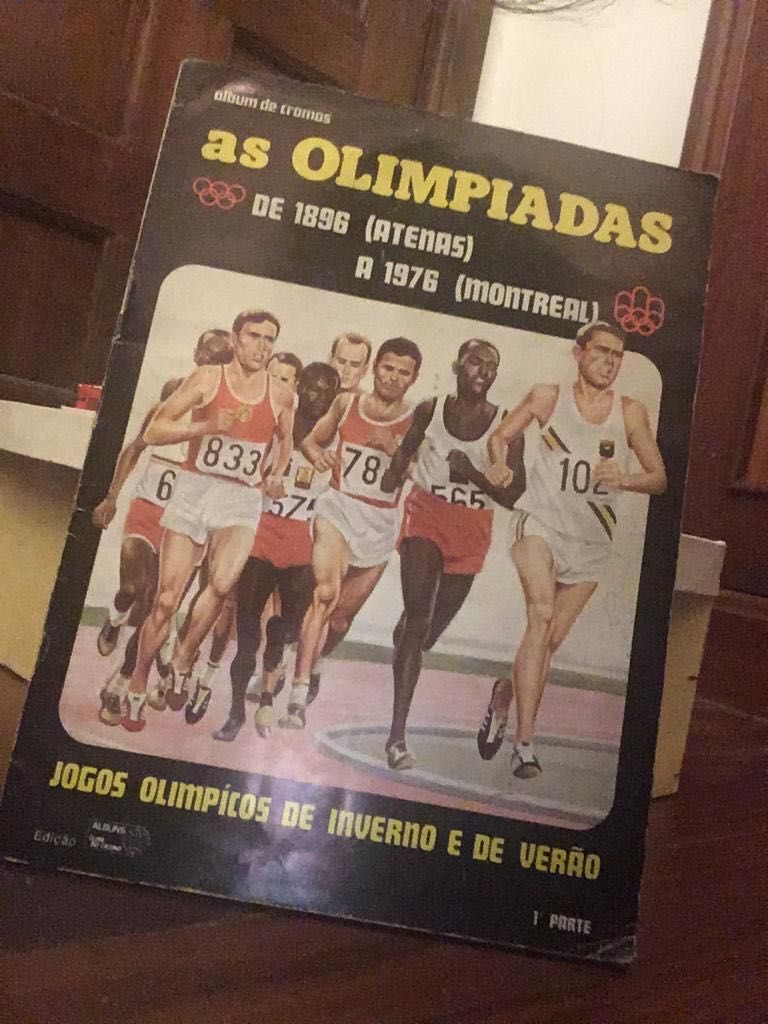 álbum de cromos
as OLIMPIADAS
DE 1896 (ATENAS)
A 1976 (MONTREAL)
833
78
102
6
574
565
JOGOS OLIMPÍCOS DE INVERNO E DE VERÃO
Edição
ALBUNS
1ª PARTE